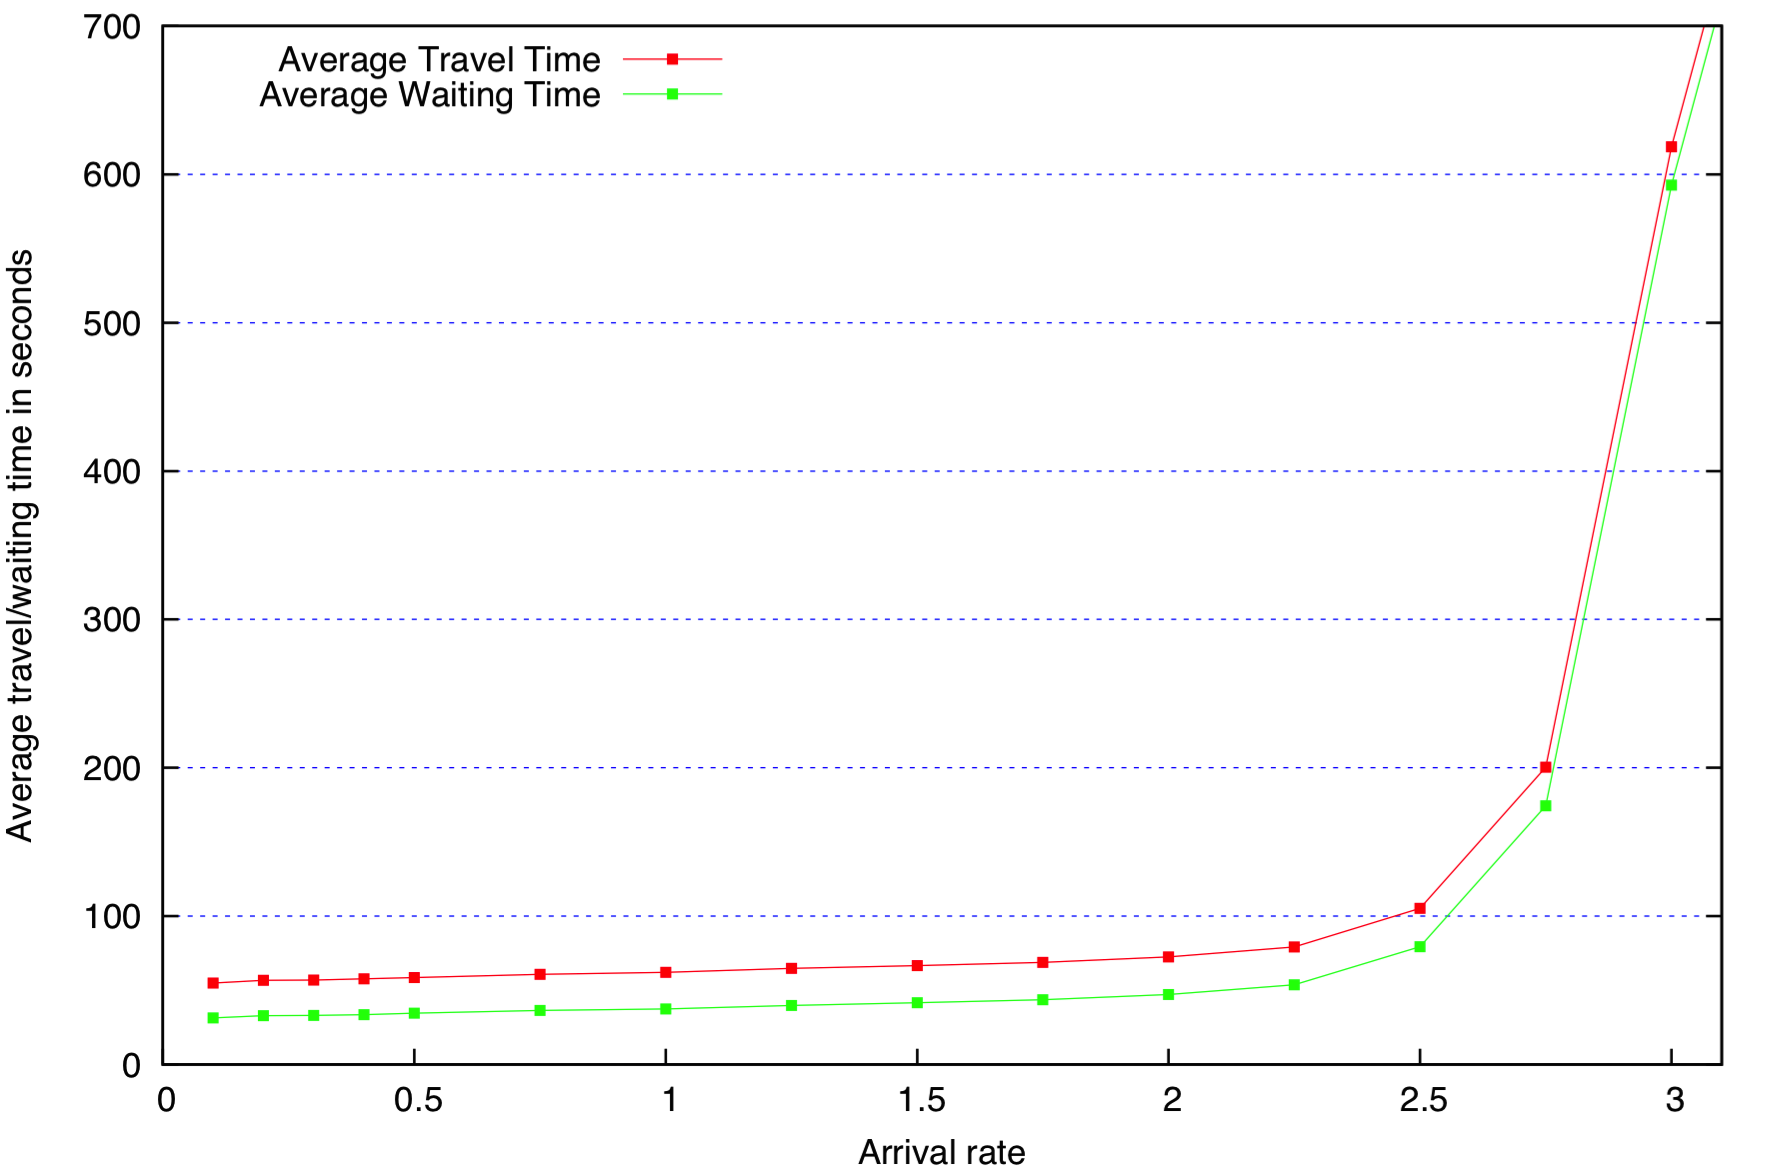 Average travel/waiting time in seconds
700
600
500
400
300
200
100
0
Average Travel Time
Average Waiting Time
0 0.5 1 1.5 2 2.5 3
Arrival rate